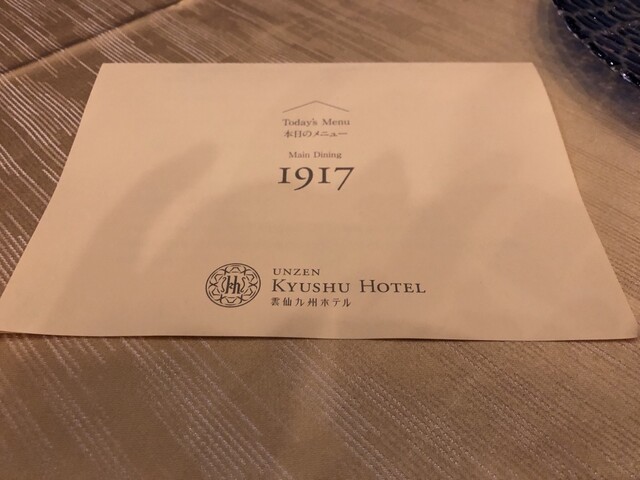 Today's Menu
本日のメニュー
Main Dining
1917
kh
UNZEN
KYUSHU HOTEL
雲仙九州ホテル